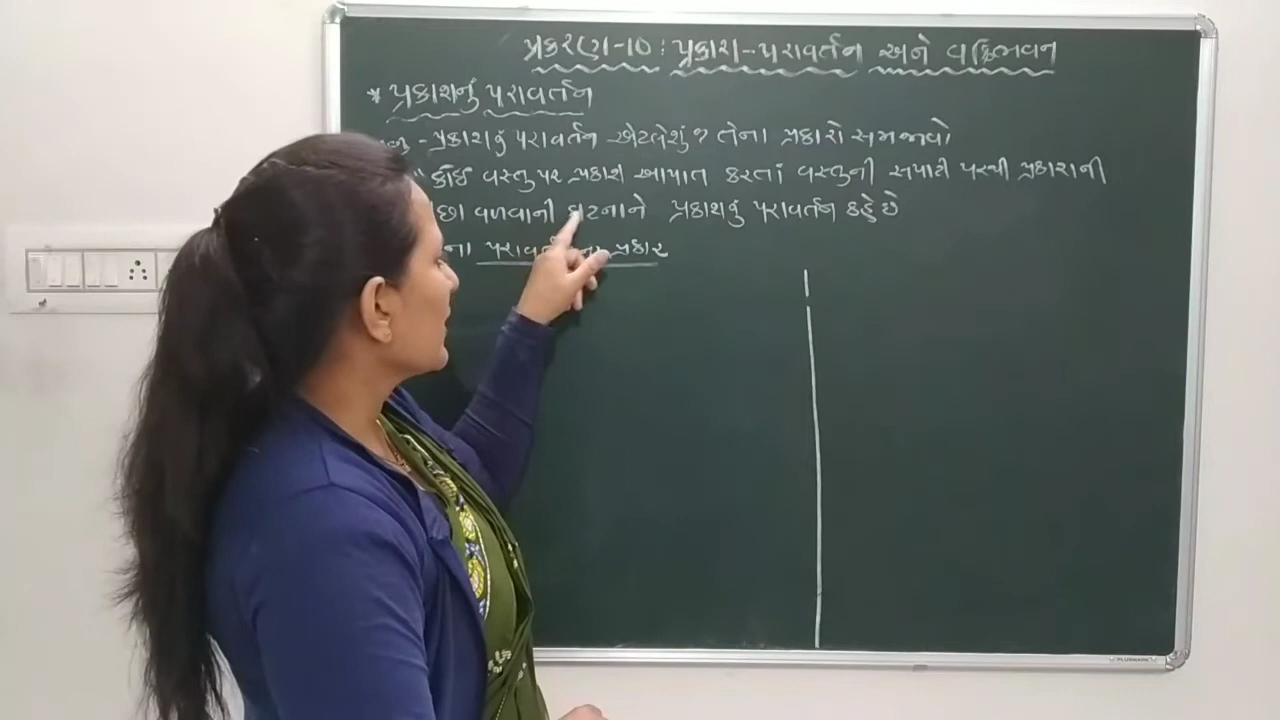 પ્રકરણ-10 : પ્રકાશ-પરાવર્તન અને વક્રિભવન
* પ્રકાશનું પરાવર્તન
- પ્રકાશનું પરાવર્તન એટલેશું? તેના પ્રકારો સમજાવો
" કોઈ વસ્તુ પર પ્રકાશ આપાત કરતાં વસ્તુની સપાટી પરથી પ્રકાશની
છા વળવાની ઘટનાને પ્રકાશનું પરાવર્તન કહે છે
ના પ્રકાર